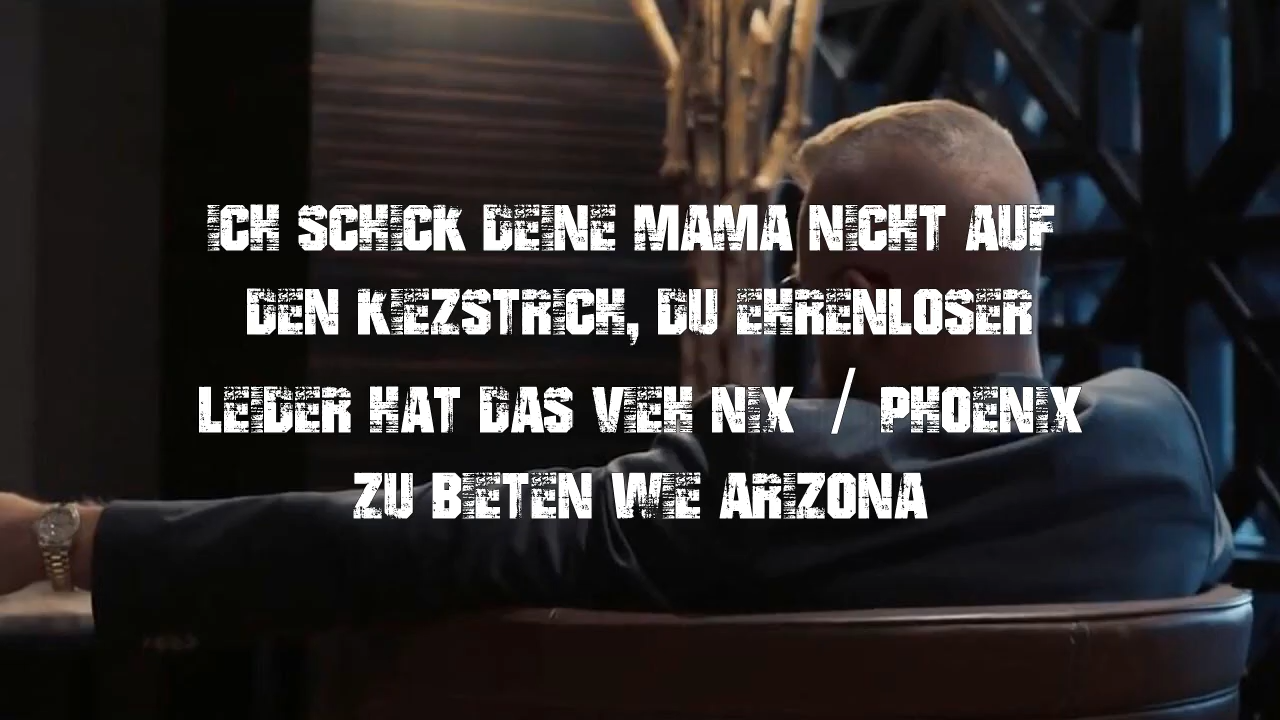 ICH SCHICK DEINE MAMA NICHT AUF
DEN KIEZSTRICH, DU EHRENLOSER
LEIDER HAT DAS VIEH NIX / PHOENIX
ZU BIETEN WIE ARIZONA